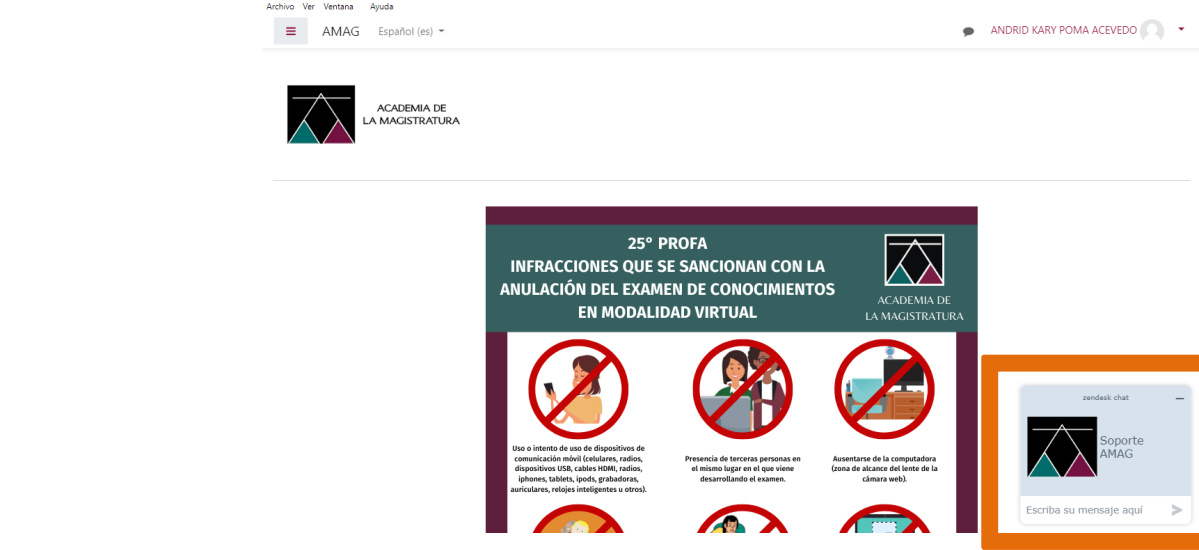 Archivo Ver Ventana Ayuda
AMAG Español (es)
ANDRID KARY POMA ACEVEDO
ACADEMIA DE
LA MAGISTRATURA
25° PROFA
INFRACCIONES QUE SE SANCIONAN CON LA
ANULACIÓN DEL EXAMEN DE CONOCIMIENTOS
EN MODALIDAD VIRTUAL
ACADEMIA DE
LA MAGISTRATURA
Uso o intento de uso de dispositivos de
comunicación móvil (celulares, radios,
dispositivos USB, cables HDMI, radios,
iphones, tablets, ipods, grabadoras,
auriculares, relojes inteligentes u otros).
Presencia de terceras personas en
el mismo lugar en el que viene
desarrollando el examen.
Ausentarse de la computadora
(zona de alcance del lente de la
cámara web).
zendesk chat
Soporte
AMAG
Escriba su mensaje aquí